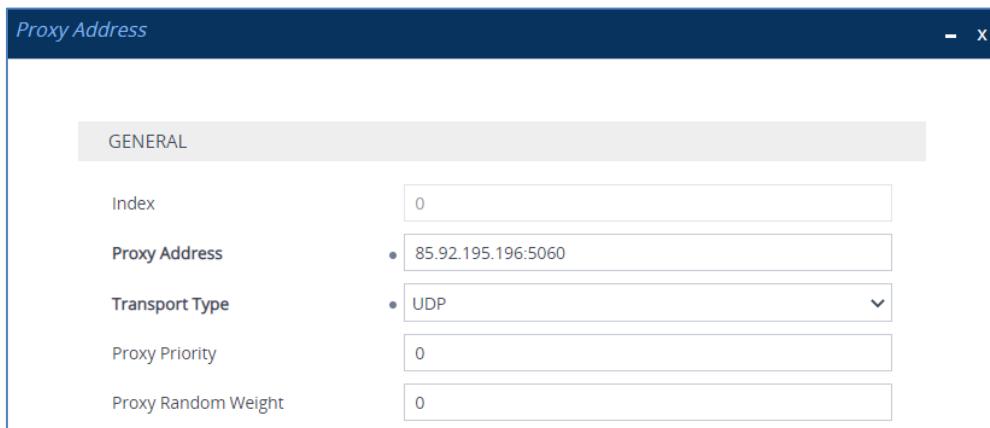 Proxy Address
GENERAL
Index 0
Proxy Address 85.92.195.196:5060
Transport Type UDP
Proxy Priority 0
Proxy Random Weight 0